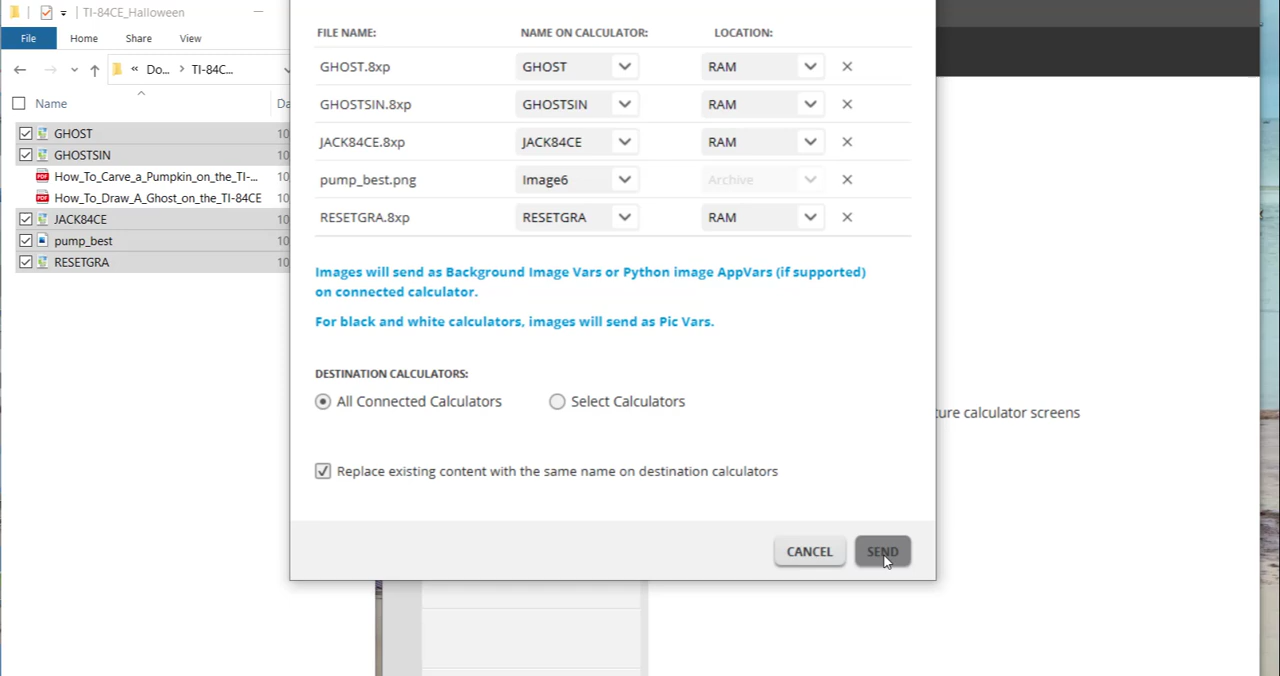 TI-84CE_Halloween
File Home Share View
« Do... > TI-84C...
Name Da
GHOST 10
GHOSTSIN 10
How_To_Carve_a_Pumpkin_on_the_TI-... 10
How_To_Draw_A_Ghost_on_the_TI-84CE 10
JACK84CE 10
pump_best 10
RESETGRA 10
FILE NAME: NAME ON CALCULATOR: LOCATION:
GHOST.8xp GHOST RAM
GHOSTSIN.8xp GHOSTSIN RAM
JACK84CE.8xp JACK84CE RAM
pump_best.png Image6 Archive
RESETGRA.8xp RESETGRA RAM
Images will send as Background Image Vars or Python image AppVars (if supported)
on connected calculator.
For black and white calculators, images will send as Pic Vars.
DESTINATION CALCULATORS:
All Connected Calculators Select Calculators
Replace existing content with the same name on destination calculators
CANCEL SEND
ture calculator screens